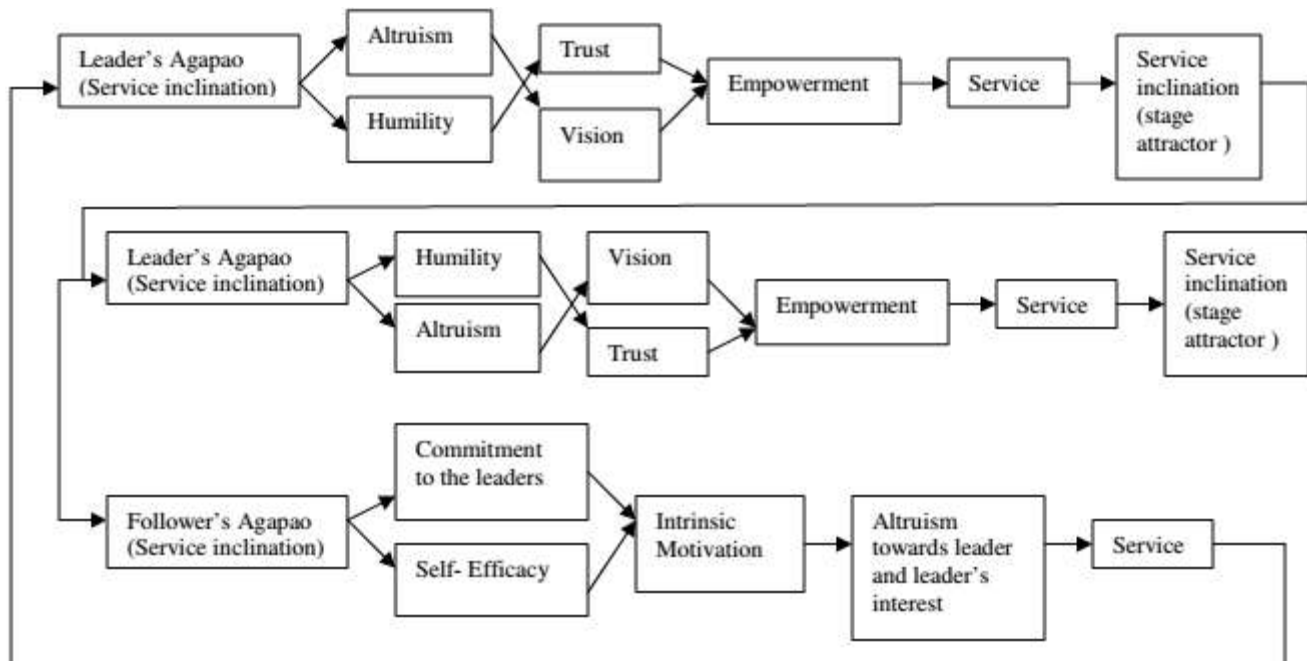 Leader's Agapao
(Service inclination)
Altruism
Humility
Trust
Vision
Empowerment
Service
Service
inclination
(stage
attractor )
Leader's Agapao
(Service inclination)
Humility
Altruism
Vision
Trust
Empowerment
Service
Service
inclination
(stage
attractor )
Follower's Agapao
(Service inclination)
Commitment
to the leaders
Self- Efficacy
Intrinsic
Motivation
Altruism
towards leader
and leader's
interest
Service